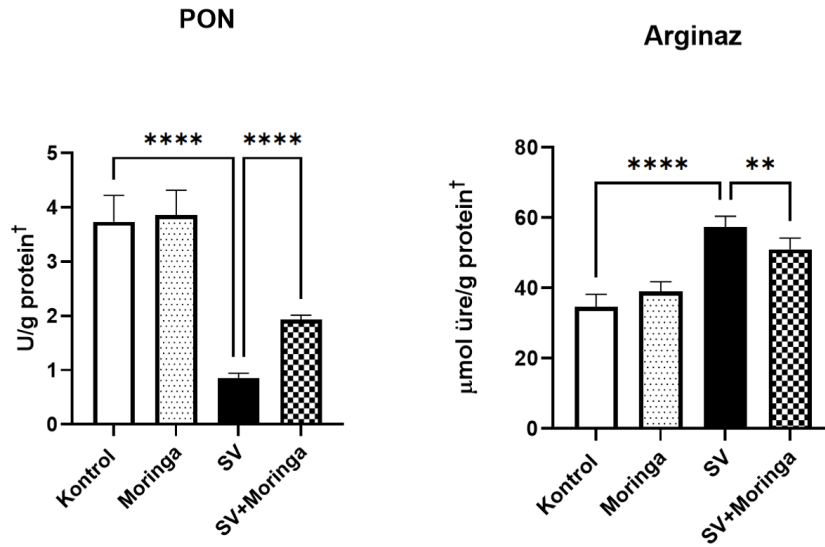 PON
****
****
5
4
3
2
1
0
U/g protein†
Kontrol
Moringa
SV
SV+Moringa
Arginaz
****
**
80
60
40
20
0
µmol üre/g protein†
Kontrol
Moringa
SV
SV+Moringa